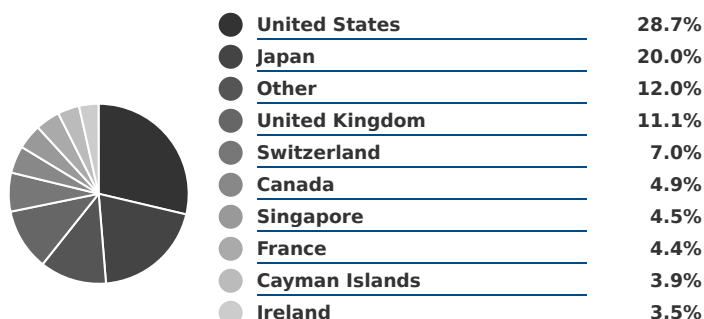 United States 28.7%
Japan 20.0%
Other 12.0%
United Kingdom 11.1%
Switzerland 7.0%
Canada 4.9%
Singapore 4.5%
France 4.4%
Cayman Islands 3.9%
Ireland 3.5%